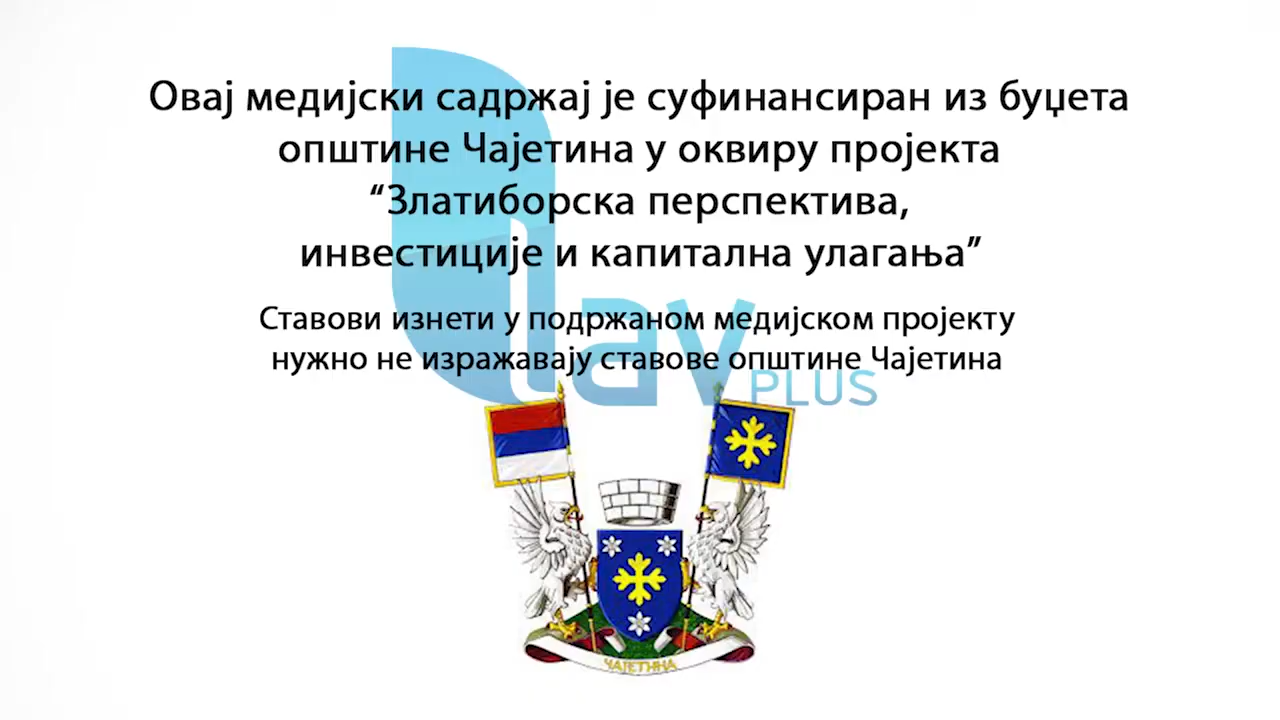 Овај медијски садржај је суфинансиран из буџета
општине Чајетина у оквиру пројекта
“Златиборска перспектива,
инвестиције и капитална улагања”
Ставови изнети у подржаном медијском пројекту
нужно не изражавају ставове општине Чајетина
lav
PLUS
ЧАЈЕТИНА